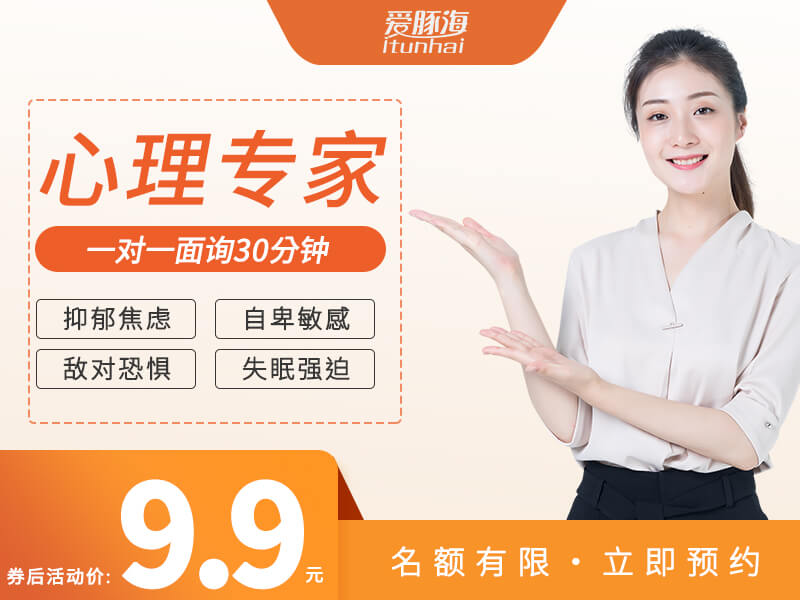 爱豚海
itunhai
心理专家
一对一面询30分钟
抑郁焦虑
自卑敏感
敌对恐惧
失眠强迫
券后活动价:9.9元
名额有限·立即预约